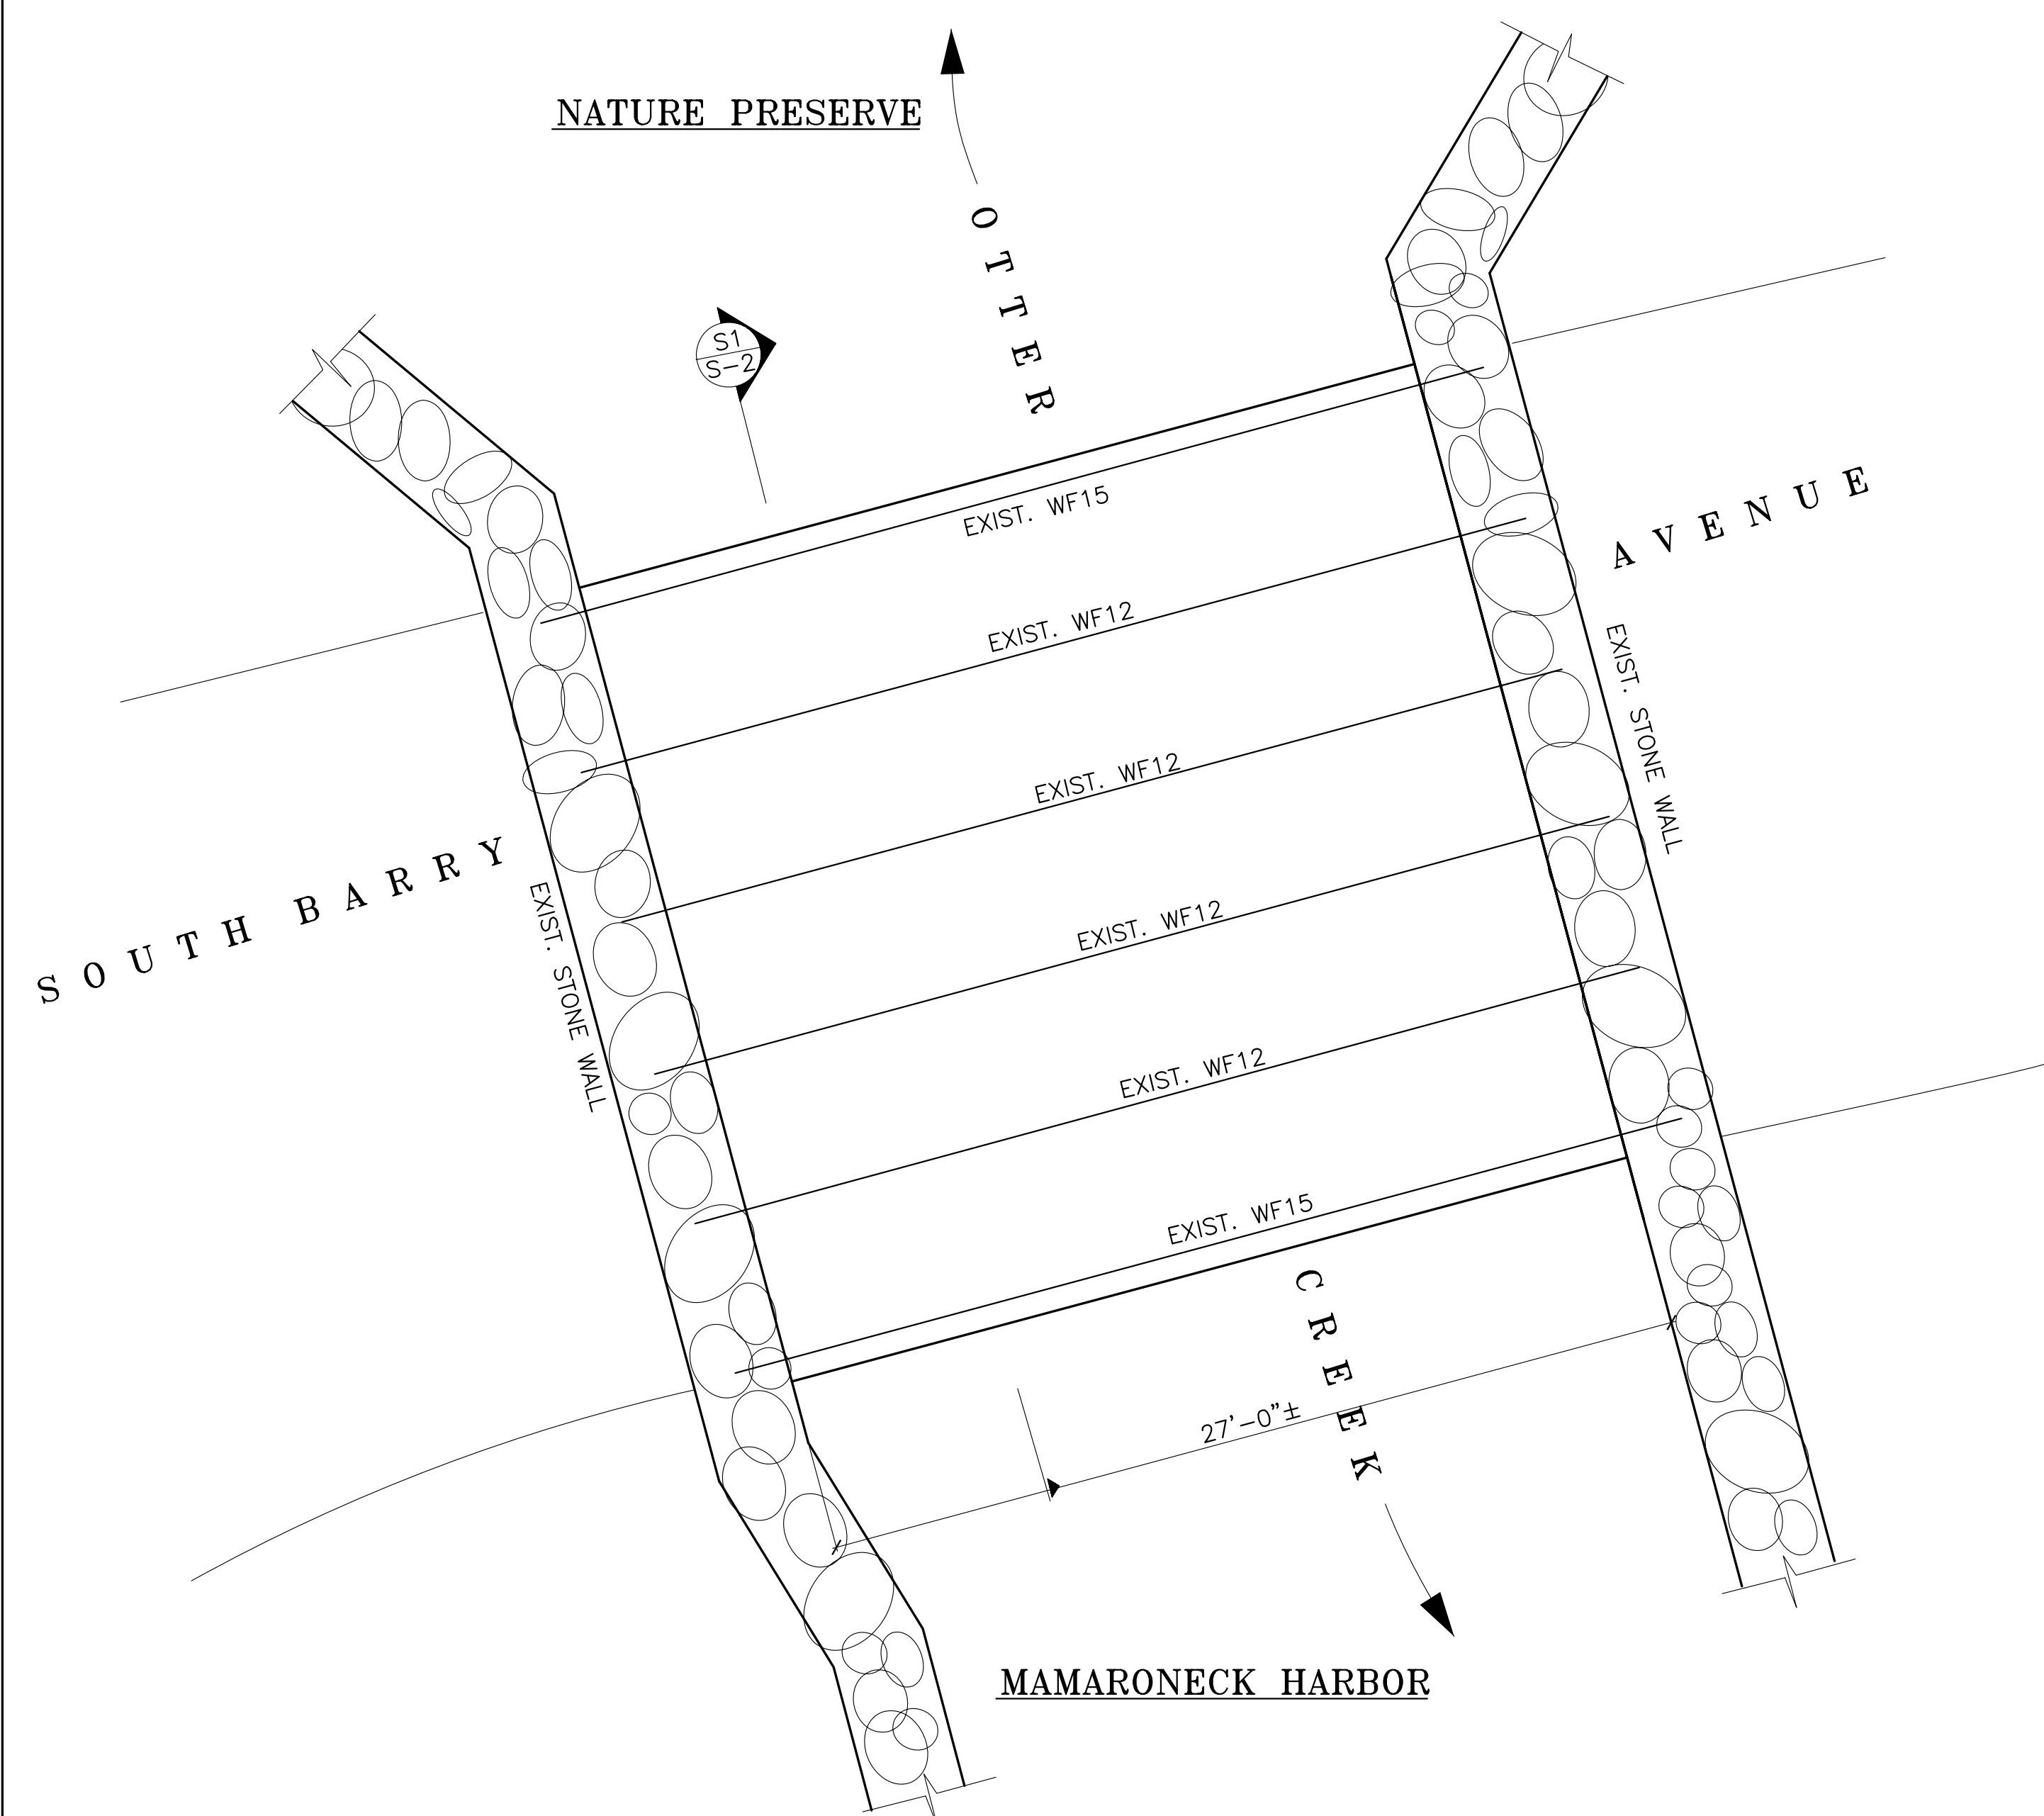 NATURE PRESERVE
OTTER
S1
S-2
EXIST. WF15
AVENUE
EXIST. WF12
EXIST. STONE WALL
EXIST. WF12
SOUTH BARRY
EXIST. STONE WALL
EXIST. WF12
EXIST. WF12
EXIST. WF15
CREEK
27'-0"±
MAMARONECK HARBOR